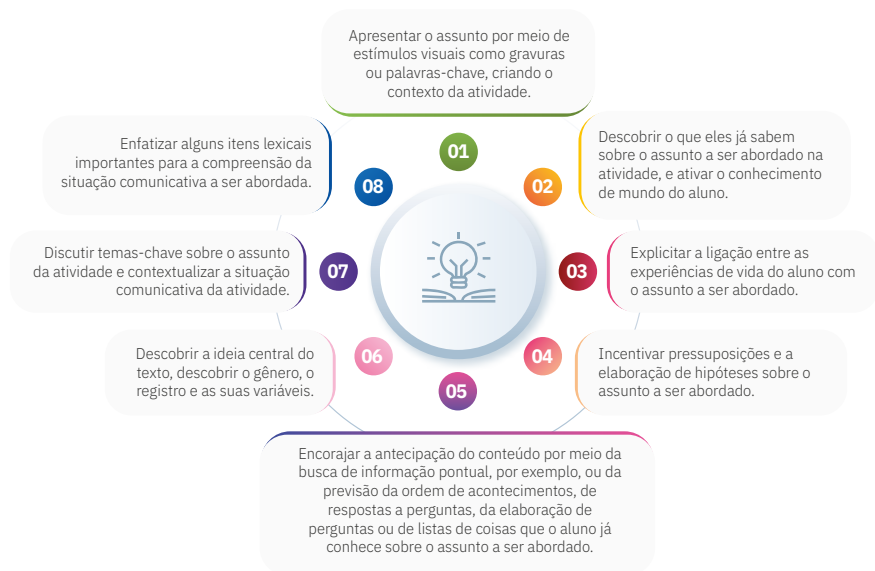 01
Apresentar o assunto por meio de
estímulos visuais como gravuras
ou palavras-chave, criando o
contexto da atividade.
02
Descobrir o que eles já sabem
sobre o assunto a ser abordado na
atividade, e ativar o conhecimento
de mundo do aluno.
03
Explicitar a ligação entre as
experiências de vida do aluno com
o assunto a ser abordado.
04
Incentivar pressuposições e a
elaboração de hipóteses sobre o
assunto a ser abordado.
05
Encorajar a antecipação do conteúdo por meio da
busca de informação pontual, por exemplo, ou da
previsão da ordem de acontecimentos, de
respostas a perguntas, da elaboração de
perguntas ou de listas de coisas que o aluno já
conhece sobre o assunto a ser abordado.
06
Descobrir a ideia central do
texto, descobrir o gênero, o
registro e as suas variáveis.
07
Discutir temas-chave sobre o assunto
da atividade e contextualizar a situação
comunicativa da atividade.
08
Enfatizar alguns itens lexicais
importantes para a compreensão da
situação comunicativa a ser abordada.